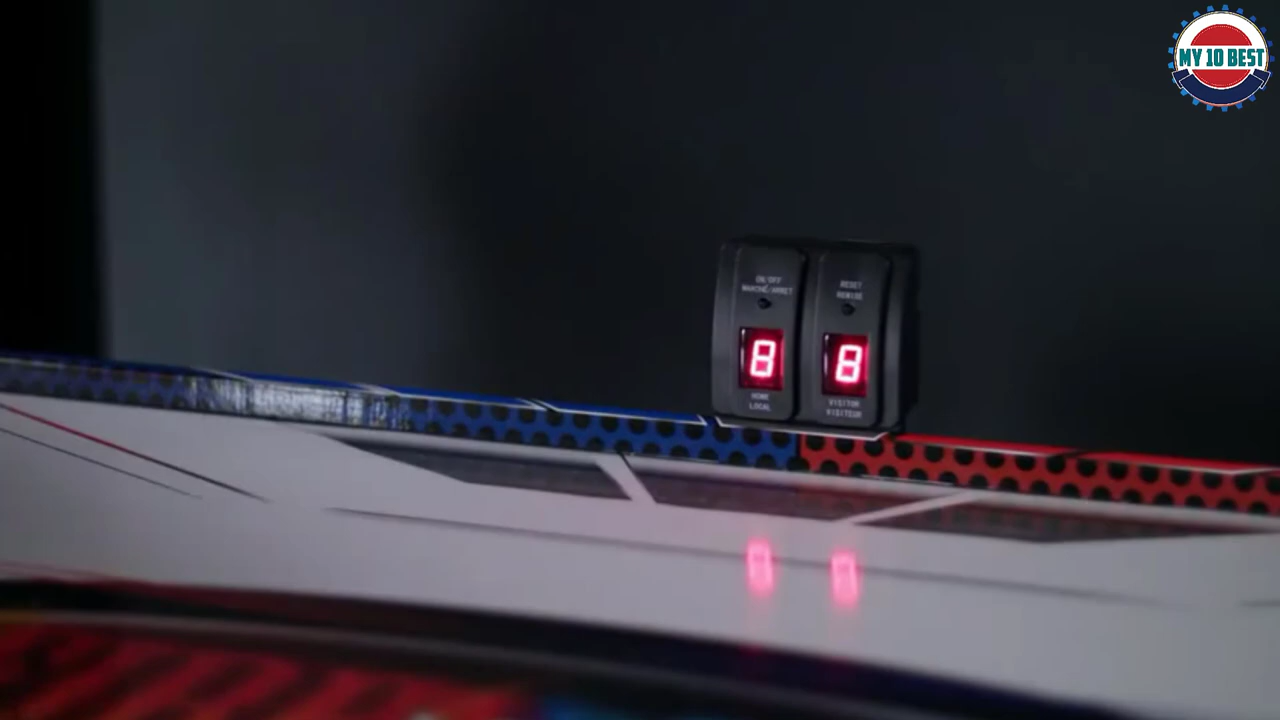 MY 10 BEST
ON/OFF
MARCHE/ARRET
RESET
REMISE
8
8
HOME
LOCAL
VISITOR
VISITEUR